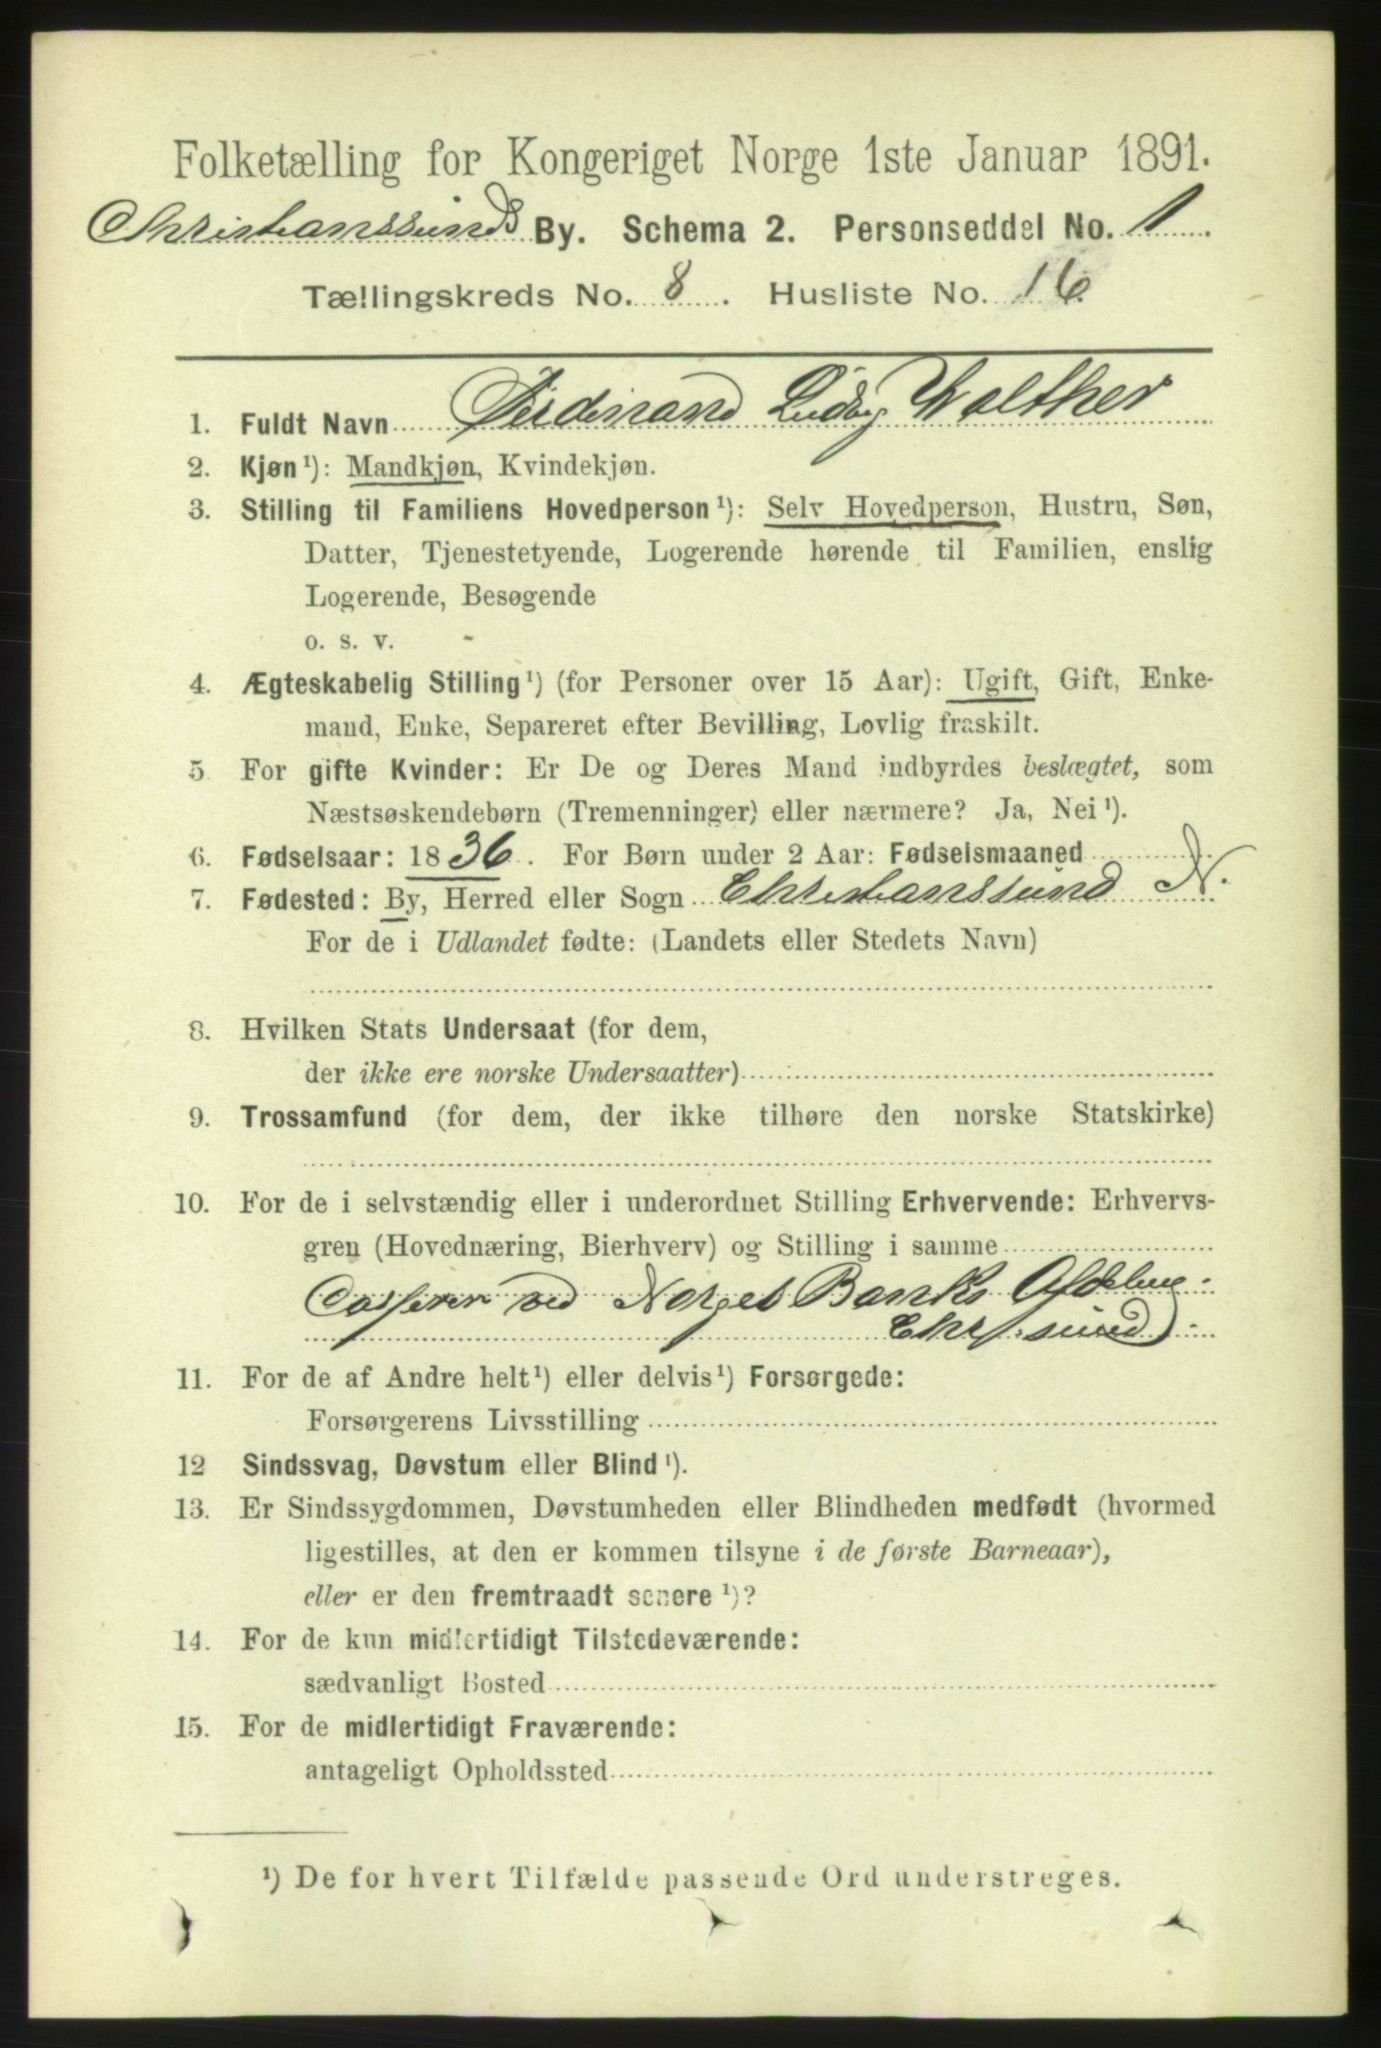 Folketælling for Kongeriget Norge 1ste Januar 1891.
Christianssunds By. Schema 2. Personseddel No. 1
Tællingskreds No. 8. Husliste No. 16
1. Fuldt Navn Ferdinand Ludvig Walther
2. Kjøn¹): Mandkjøn, Kvindekjøn.
3. Stilling til Familiens Hovedperson¹): Selv Hovedperson, Hustru, Søn,
Datter, Tjenestetyende, Logerende hørende til Familien, enslig
Logerende, Besøgende
o. s. v.
4. Ægteskabelig Stilling¹) (for Personer over 15 Aar): Ugift, Gift, Enke-
mand, Enke, Separeret efter Bevilling, Lovlig fraskilt.
5 For gifte Kvinder: Er De og Deres Mand indbyrdes beslægtet, som
Næstsøskendebørn (Tremenninger) eller nærmere? Ja, Nei¹).
6. Fødselsaar: 1836. For Børn under 2 Aar: Fødselsmaaned
7. Fødested: By, Herred eller Sogn Christianssund N.
For de i Udlandet fødte: (Landets eller Stedets Navn)
8. Hvilken Stats Undersaat (for dem,
der ikke ere norske Undersaatter)
9. Trossamfund (for dem, der ikke tilhøre den norske Statskirke)
10. For de i selvstændig eller i underordnet Stilling Erhvervende: Erhvervs-
gren (Hovednæring, Bierhverv) og Stilling i samme
Casserer ved Norges Banks Afdeling
Chr.sund.
11. For de af Andre helt¹) eller delvis¹) Forsørgede:
Forsørgerens Livsstilling
12 Sindssvag, Døvstum eller Blind¹).
13. Er Sindssygdommen, Døvstumheden eller Blindheden medfødt (hvormed
ligestilles, at den er kommen tilsyne i de første Barneaar),
eller er den fremtraadt senere¹)?
14. For de kun midlertidigt Tilstedeværende:
sædvanligt Bosted
15. For de midlertidigt Fraværende:
antageligt Opholdssted
¹) De for hvert Tilfælde passende Ord understreges.